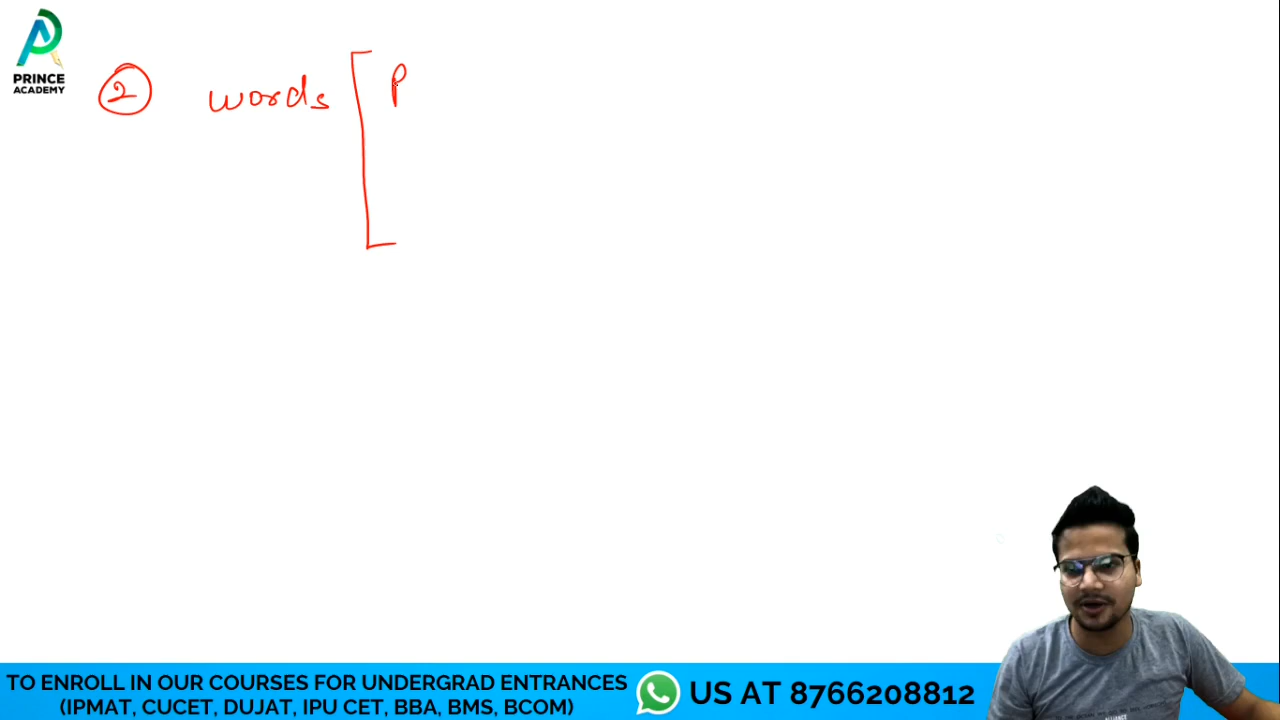 PRINCE
ACADEMY
2 words [ P
TO ENROLL IN OUR COURSES FOR UNDERGRAD ENTRANCES
(IPMAT, CUCET, DUJAT, IPU CET, BBA, BMS, BCOM)
US AT 8766208812
ALLIANCE